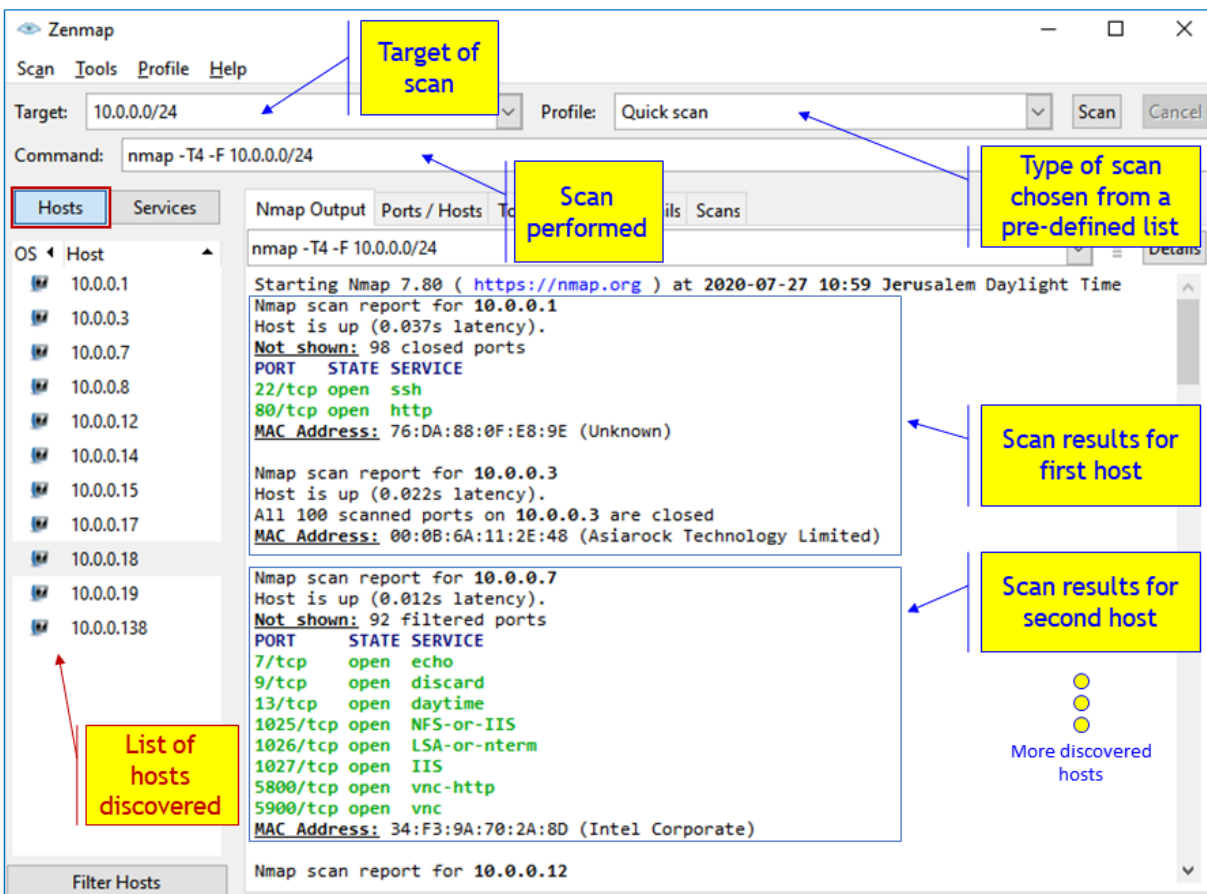 Zenmap
Target of
scan
Scan Tools Profile Help
Target: 10.0.0.0/24 Profile: Quick scan Scan Cancel
Command: nmap -T4 -F 10.0.0.0/24
Scan
performed
Type of scan
chosen from a
pre-defined list
Hosts Services
Nmap Output Ports / Hosts To ils Scans
OS Host
nmap -T4 -F 10.0.0.0/24 Details
10.0.0.1
10.0.0.3
10.0.0.7
10.0.0.8
10.0.0.12
10.0.0.14
10.0.0.15
10.0.0.17
10.0.0.18
10.0.0.19
10.0.0.138
Starting Nmap 7.80 ( https://nmap.org ) at 2020-07-27 10:59 Jerusalem Daylight Time
Nmap scan report for 10.0.0.1
Host is up (0.037s latency).
Not shown: 98 closed ports
PORT STATE SERVICE
22/tcp open ssh
80/tcp open http
MAC Address: 76:DA:88:0F:E8:9E (Unknown)
Nmap scan report for 10.0.0.3
Host is up (0.022s latency).
All 100 scanned ports on 10.0.0.3 are closed
MAC Address: 00:0B:6A:11:2E:48 (Asiarock Technology Limited)
Scan results for
first host
Nmap scan report for 10.0.0.7
Host is up (0.012s latency).
Not shown: 92 filtered ports
PORT STATE SERVICE
7/tcp open echo
9/tcp open discard
13/tcp open daytime
1025/tcp open NFS-or-IIS
1026/tcp open LSA-or-nterm
1027/tcp open IIS
5800/tcp open vnc-http
5900/tcp open vnc
MAC Address: 34:F3:9A:70:2A:8D (Intel Corporate)
Scan results for
second host
More discovered
hosts
List of
hosts
discovered
Nmap scan report for 10.0.0.12
Filter Hosts